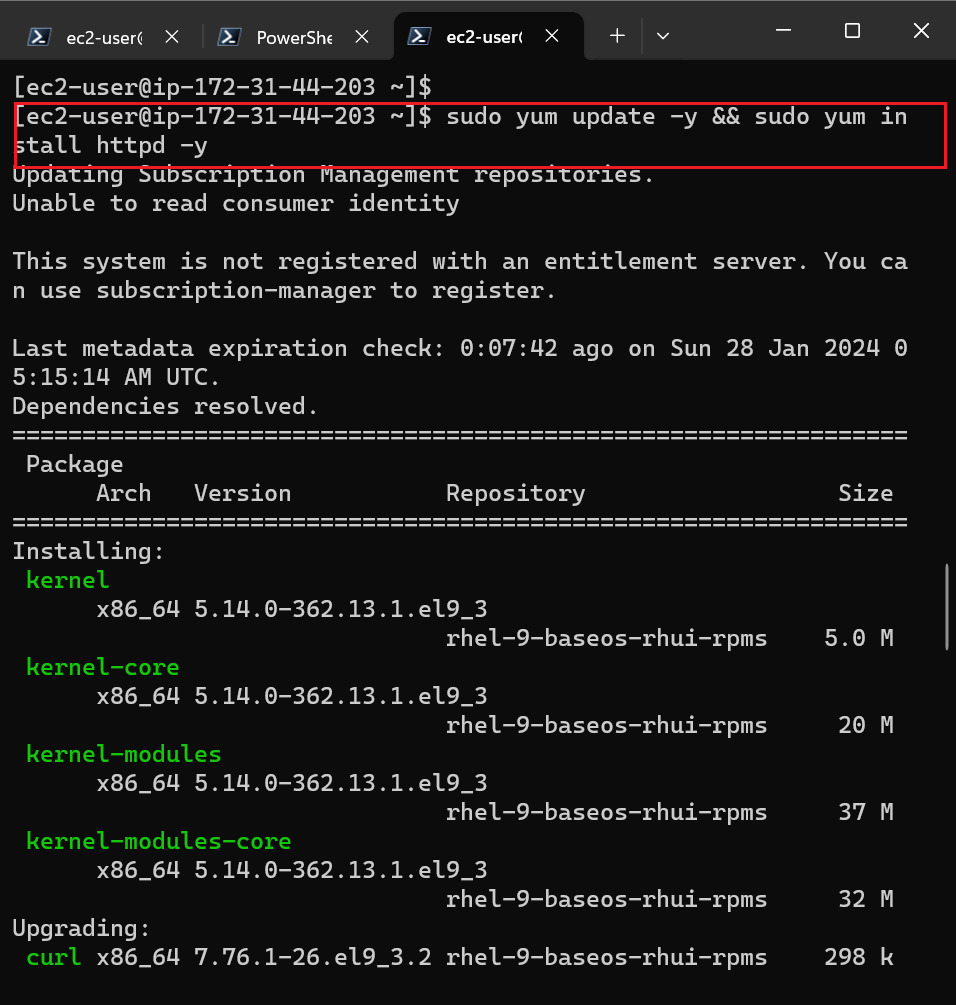 ec2-user@
PowerShe
ec2-user(
[ec2-user@ip-172-31-44-203 ~]$
[ec2-user@ip-172-31-44-203 ~]$ sudo yum update -y && sudo yum in
stall httpd -y
Updating Subscription Management repositories.
Unable to read consumer identity
This system is not registered with an entitlement server. You ca
n use subscription-manager to register.
Last metadata expiration check: 0:07:42 ago on Sun 28 Jan 2024 0
5:15:14 AM UTC.
Dependencies resolved.
================================================================
Package
Arch Version Repository Size
================================================================
Installing:
kernel
x86_64 5.14.0-362.13.1.el9_3
rhel-9-baseos-rhui-rpms 5.0 M
kernel-core
x86_64 5.14.0-362.13.1.el9_3
rhel-9-baseos-rhui-rpms 20 M
kernel-modules
x86_64 5.14.0-362.13.1.el9_3
rhel-9-baseos-rhui-rpms 37 M
kernel-modules-core
x86_64 5.14.0-362.13.1.el9_3
rhel-9-baseos-rhui-rpms 32 M
Upgrading:
curl x86_64 7.76.1-26.el9_3.2 rhel-9-baseos-rhui-rpms 298 k